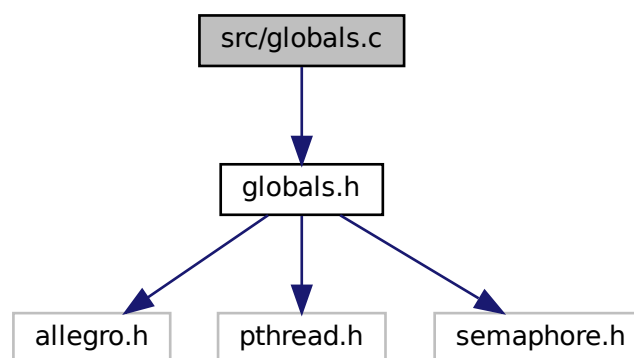 src/globals.c
globals.h
allegro.h
pthread.h
semaphore.h